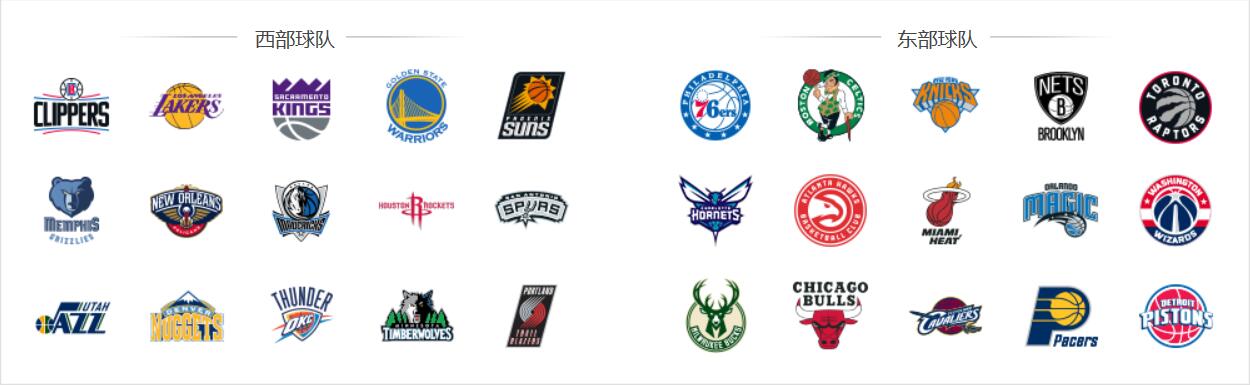 西部球队
东部球队
CLIPPERS
LOS ANGELES
LAKERS
SACRAMENTO
KINGS
GOLDEN STATE
WARRIORS
PHOENIX
SUNS
PHILADELPHIA
76ers
BOSTON
CELTICS
NEW YORK
KNICKS
NETS
B
BROOKLYN
TORONTO
RAPTORS
MEMPHIS
GRIZZLIES
NEW ORLEANS
PELICANS
MAVERICKS
HOUSTON ROCKETS
SAN ANTONIO
SPURS
CHARLOTTE
HORNETS
ATLANTA HAWKS
BASKETBALL CLUB
MIAMI
HEAT
ORLANDO
MAGIC
WASHINGTON
WIZARDS
UTAH
JAZZ
DENVER
NUGGETS
THUNDER
OKC
MINNESOTA
TIMBERWOLVES
PORTLAND
TRAIL
BLAZERS
MILWAUKEE BUCKS
CHICAGO
BULLS
CAVALIERS
Pacers
DETROIT
PISTONS